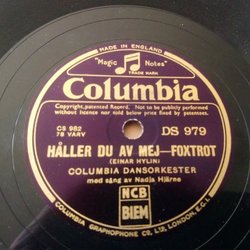 MADE IN ENGLAND
"Magic Notes"
TRADE MARK
Columbia
Copyright, patented Record. Not to be publicly performed
without licence nor sold below price fixed by patentees.
CS 982
78 VARV
DS 979
HÅLLER DU AV MEJ—FOXTROT
(EINAR HYLIN)
COLUMBIA DANSORKESTER
med sång av Nadja Hjärne
NCB
BIEM
COLUMBIA GRAPHOPHONE CO. LTD. LONDON, E.C.1.